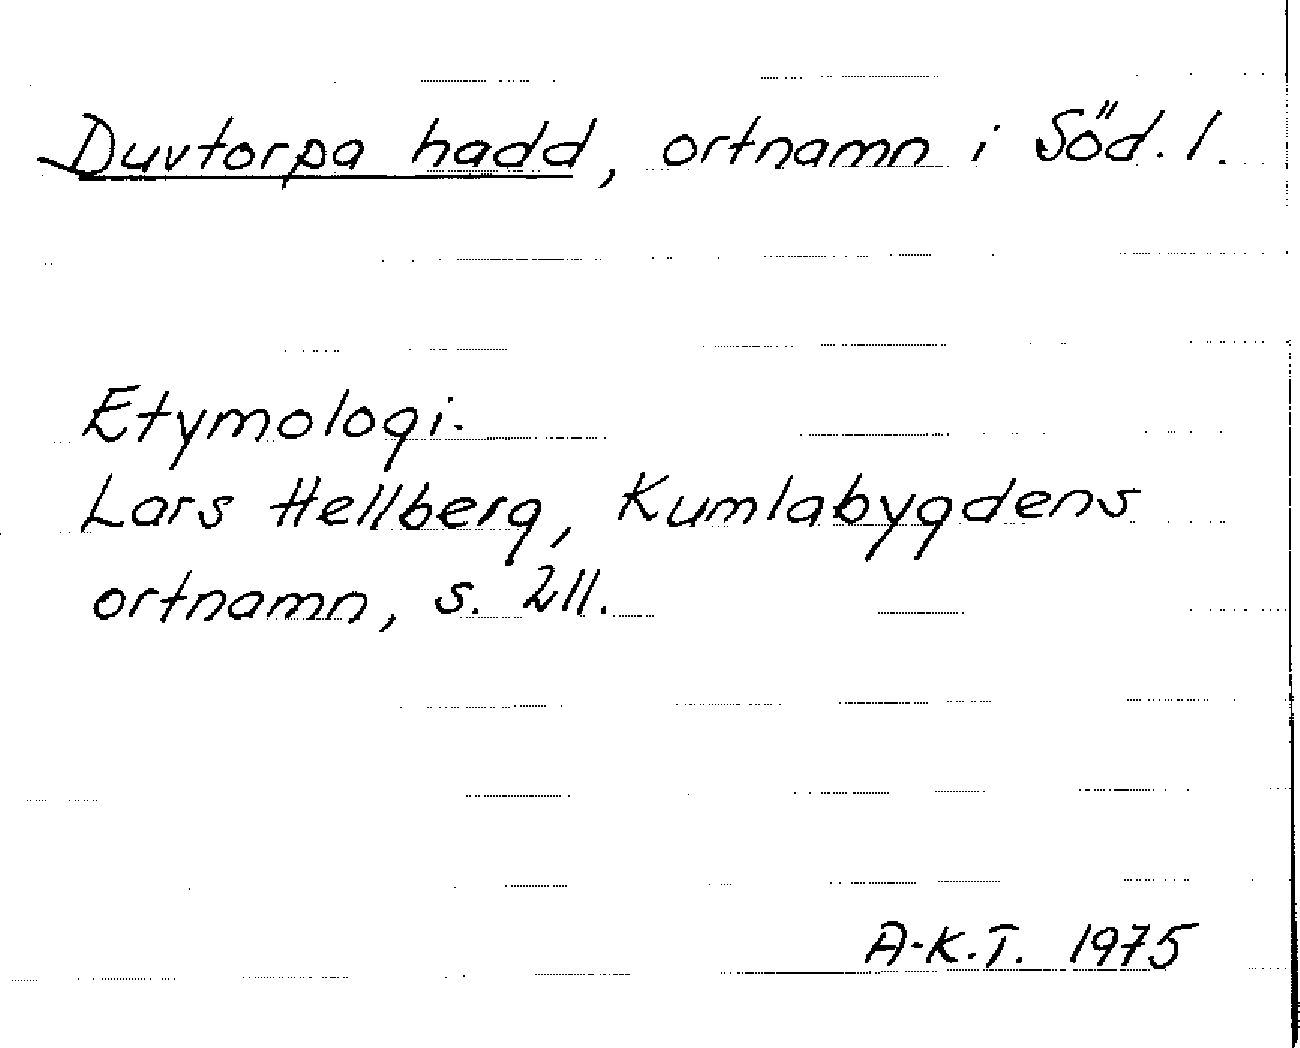 Duvtorpa hadd, ortnamn i Söd. l.
Etymologi.
Lars Hellberg, Kumlabygdens
ortnamn, s. 211.
A-K.T. 1975